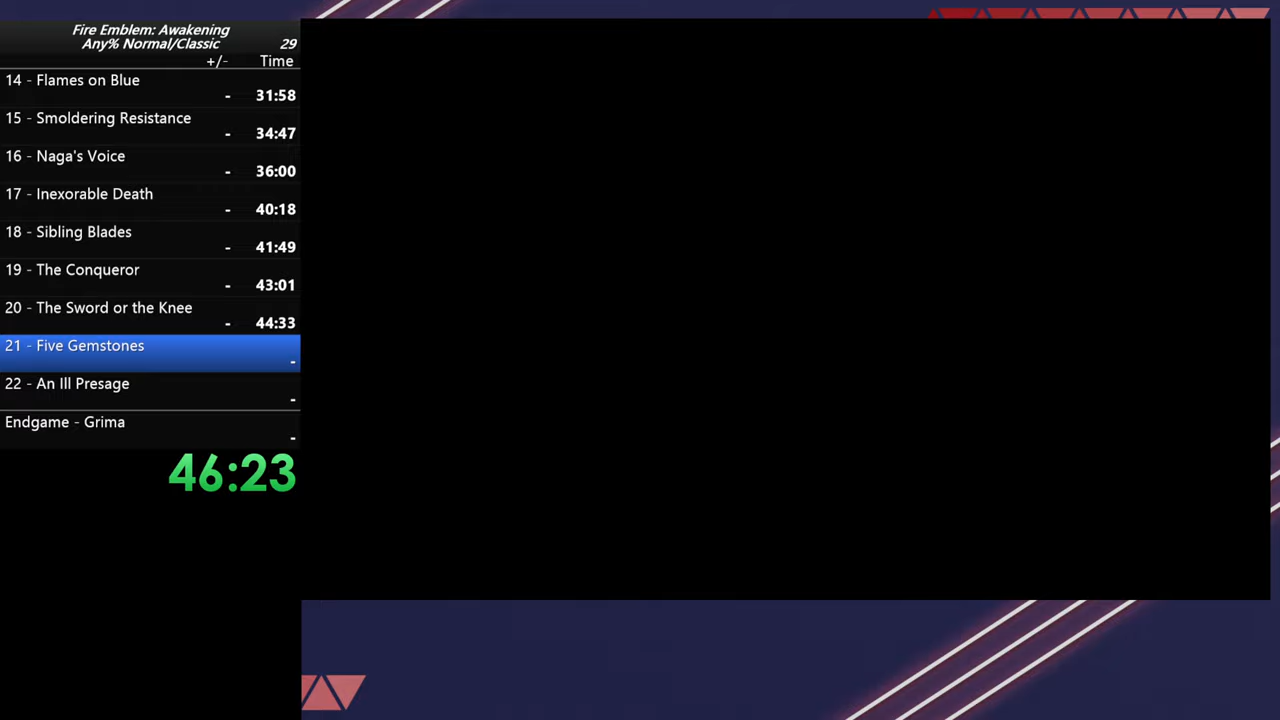 Fire Emblem: Awakening
Any% Normal/Classic 29
+/- Time
14 - Flames on Blue
- 31:58
15 - Smoldering Resistance
- 34:47
16 - Naga's Voice
- 36:00
17 - Inexorable Death
- 40:18
18 - Sibling Blades
- 41:49
19 - The Conqueror
- 43:01
20 - The Sword or the Knee
- 44:33
21 - Five Gemstones
-
22 - An Ill Presage
-
Endgame - Grima
-
46:23